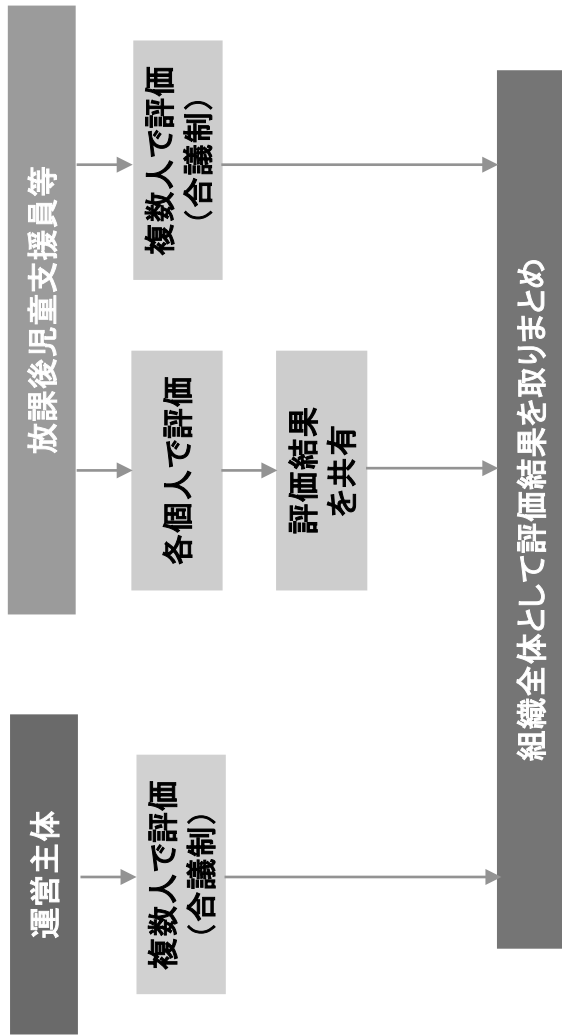 運営主体
複数人で評価
（合議制）
放課後児童支援員等
各個人で評価
評価結果
を共有
複数人で評価
（合議制）
組織全体として評価結果を取りまとめ